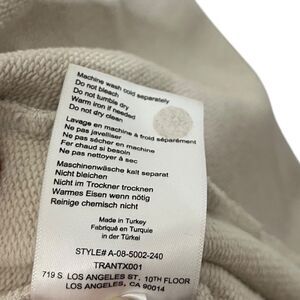 Machine wash cold separately
Do not bleach
Do not tumble dry
Warm iron if needed
Do not dry clean
Lavage en machine à froid séparément
Ne pas javelliser
Ne pas sécher en machine
Fer chaud si besoin
Ne pas nettoyer à sec
Maschinenwäsche kalt separat
Nicht bleichen
Nicht im Trockner trocknen
Warmes Eisen wenn nötig
Reinige chemisch nicht
Made in Turkey
Fabriqué en Turquie
in der Türkei
STYLE# A-08-5002-240
TRANTX001
719 S LOS ANGELES ST. 10TH FLOOR
LOS ANGELES, CA 90014